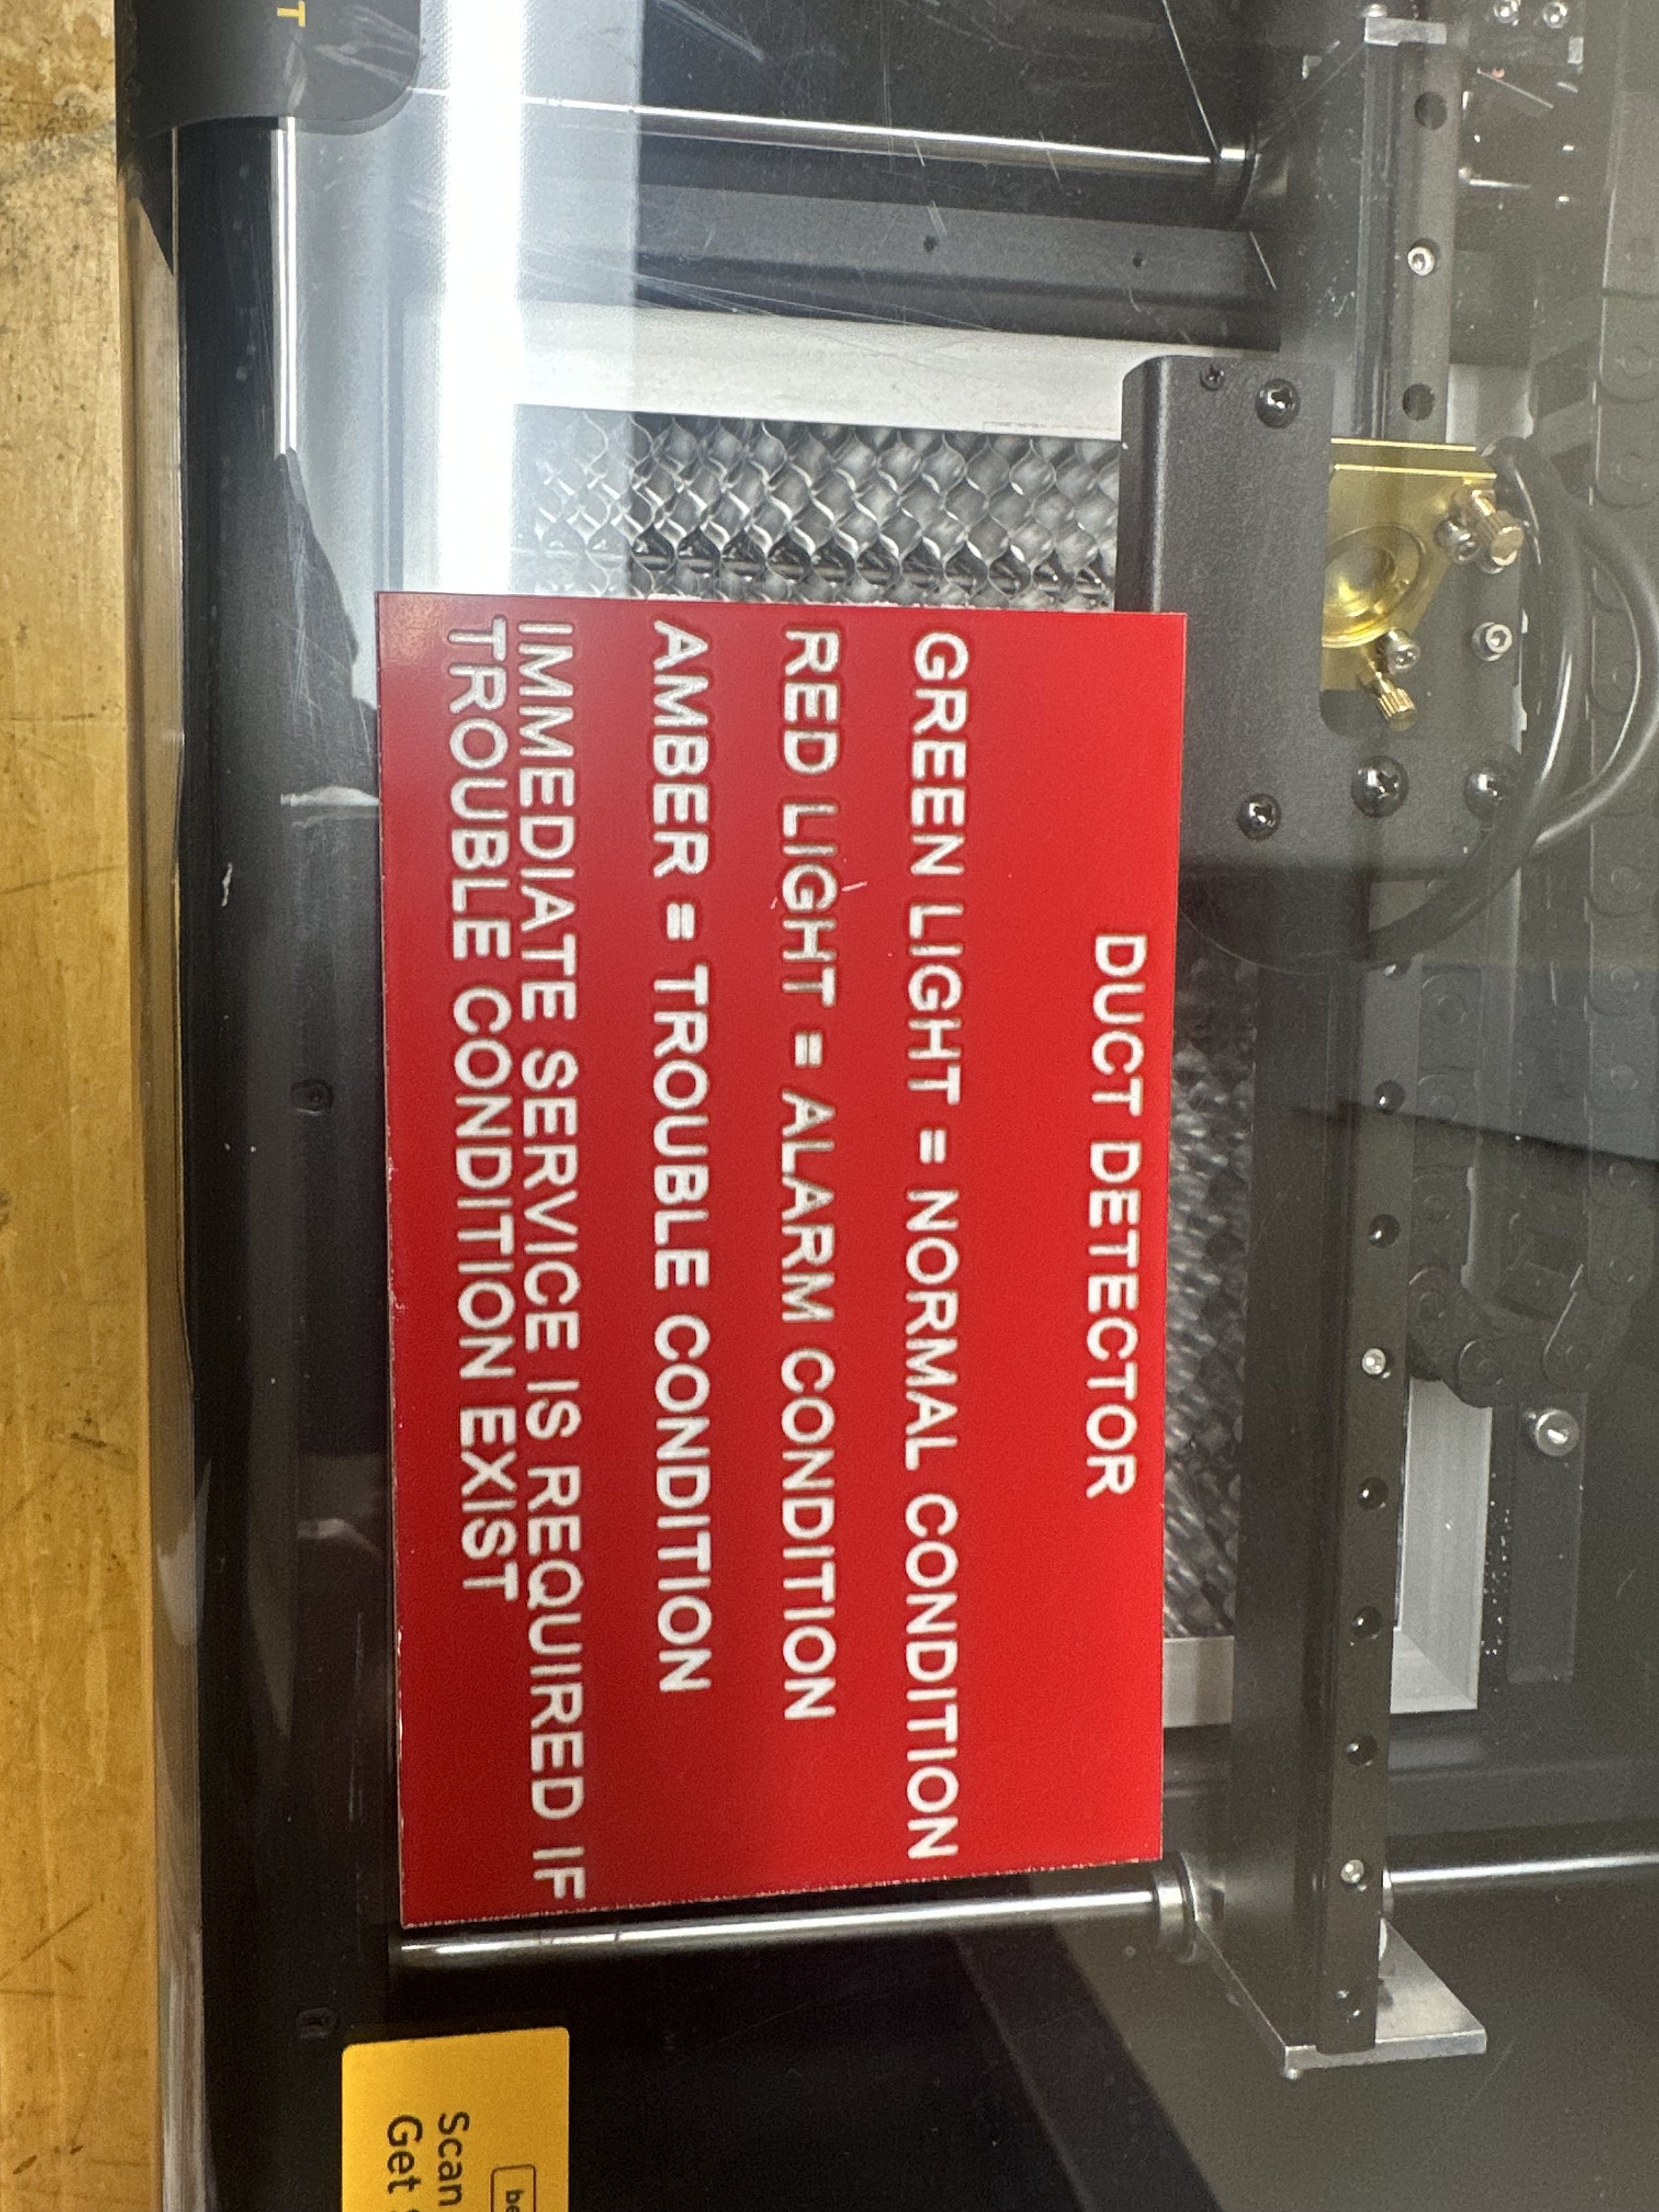 DUCT DETECTOR
GREEN LIGHT = NORMAL CONDITION
RED LIGHT = ALARM CONDITION
AMBER = TROUBLE CONDITION
IMMEDIATE SERVICE IS REQUIRED IF
TROUBLE CONDITION EXIST
Scan
Get